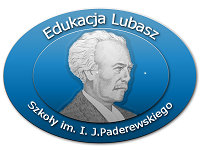 Edukacja Lubasz
Szkoły im. I. J.Paderewskiego